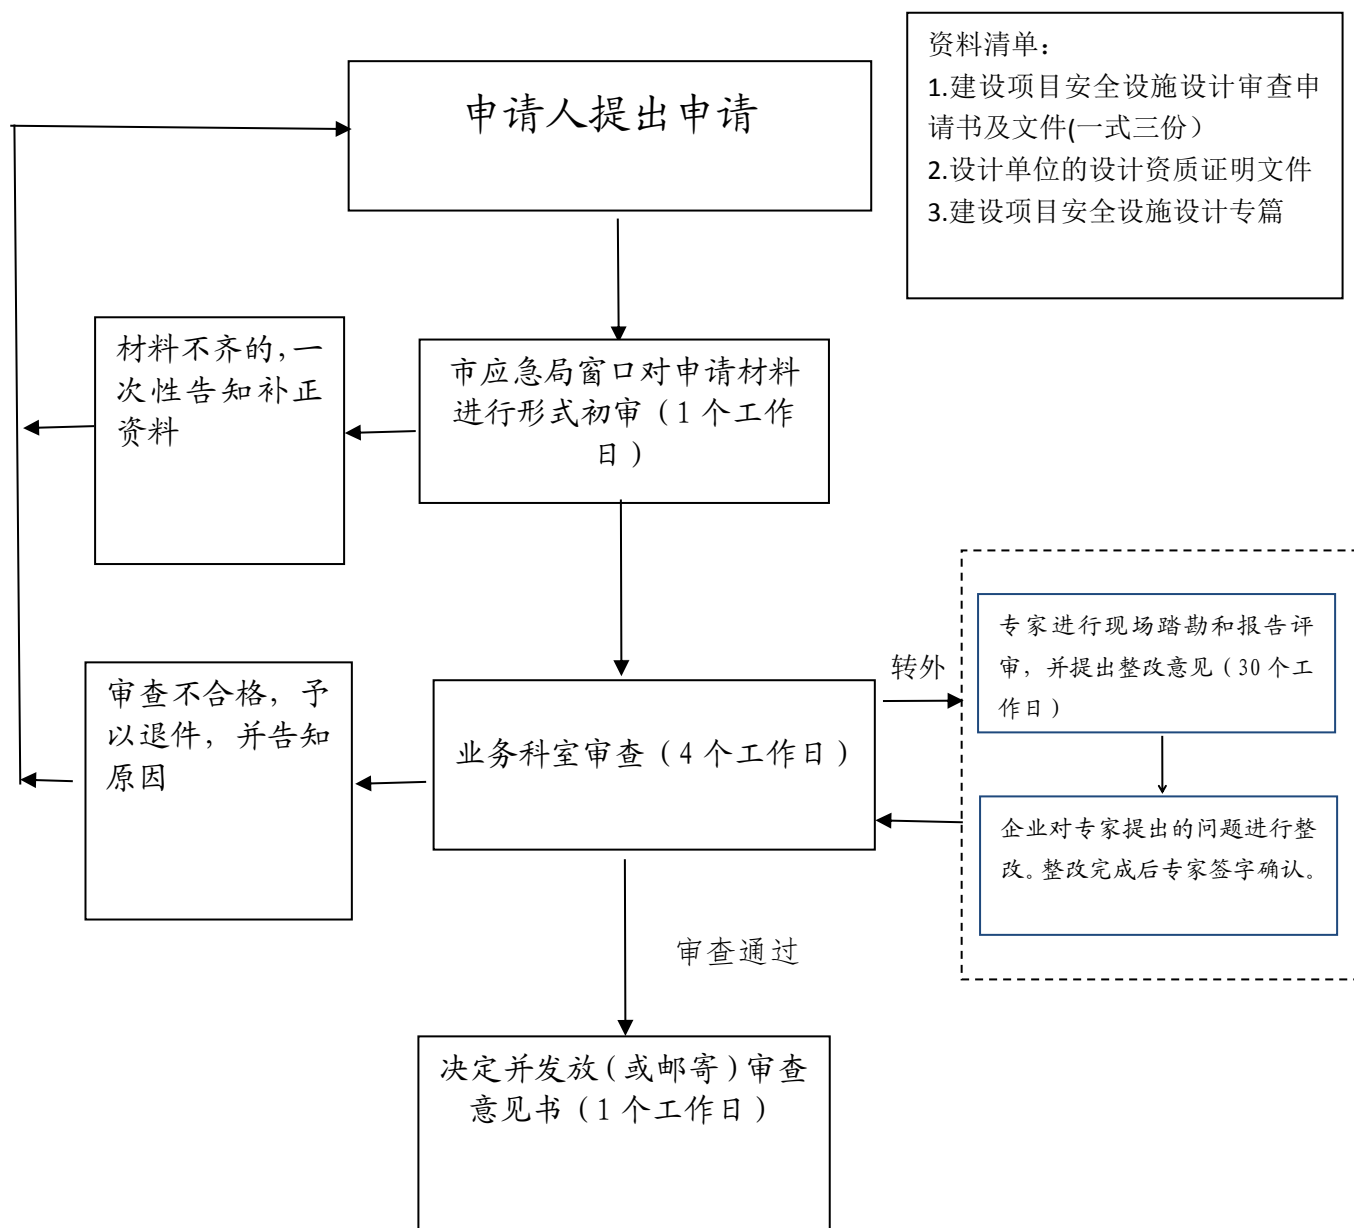 资料清单：
1.建设项目安全设施设计审查申
请书及文件(一式三份）
2.设计单位的设计资质证明文件
3.建设项目安全设施设计专篇
申请人提出申请
材料不齐的，一
次性告知补正
资料
市应急局窗口对申请材料
进行形式初审（1 个工作
日）
专家进行现场踏勘和报告评
审，并提出整改意见（30 个工
作日）
转外
审查不合格，予
以退件，并告知
原因
业务科室审查（4 个工作日）
企业对专家提出的问题进行整
改。整改完成后专家签字确认。
审查通过
决定并发放（或邮寄）审查
意见书（1 个工作日）